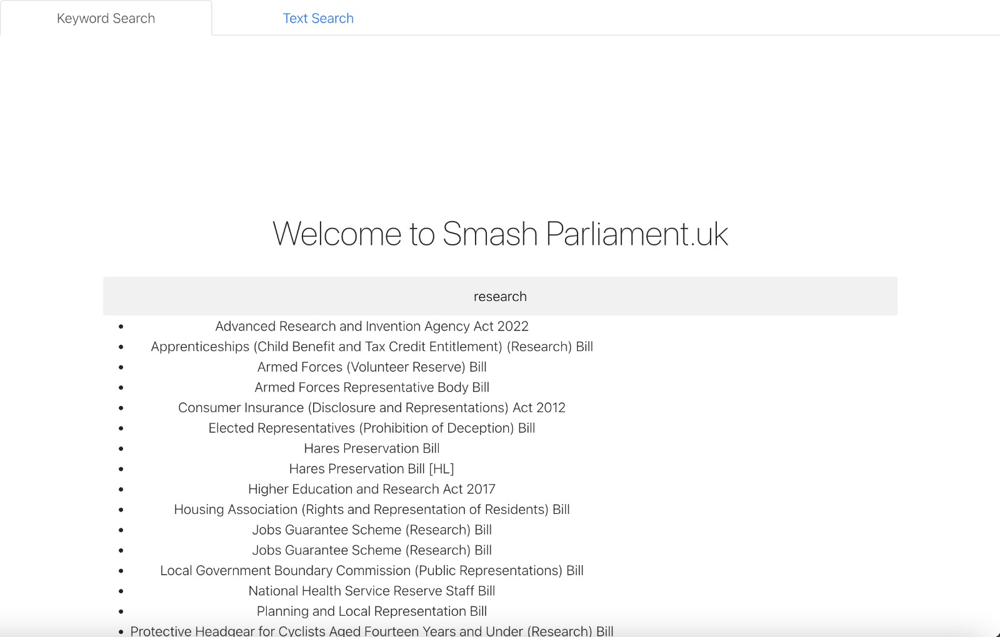 Keyword Search
Text Search
Welcome to Smash Parliament.uk
research
Advanced Research and Invention Agency Act 2022
Apprenticeships (Child Benefit and Tax Credit Entitlement) (Research) Bill
Armed Forces (Volunteer Reserve) Bill
Armed Forces Representative Body Bill
Consumer Insurance (Disclosure and Representations) Act 2012
Elected Representatives (Prohibition of Deception) Bill
Hares Preservation Bill
Hares Preservation Bill [HL]
Higher Education and Research Act 2017
Housing Association (Rights and Representation of Residents) Bill
Jobs Guarantee Scheme (Research) Bill
Jobs Guarantee Scheme (Research) Bill
Local Government Boundary Commission (Public Representations) Bill
National Health Service Reserve Staff Bill
Planning and Local Representation Bill
Protective Headgear for Cyclists Aged Fourteen Years and Under (Research) Bill